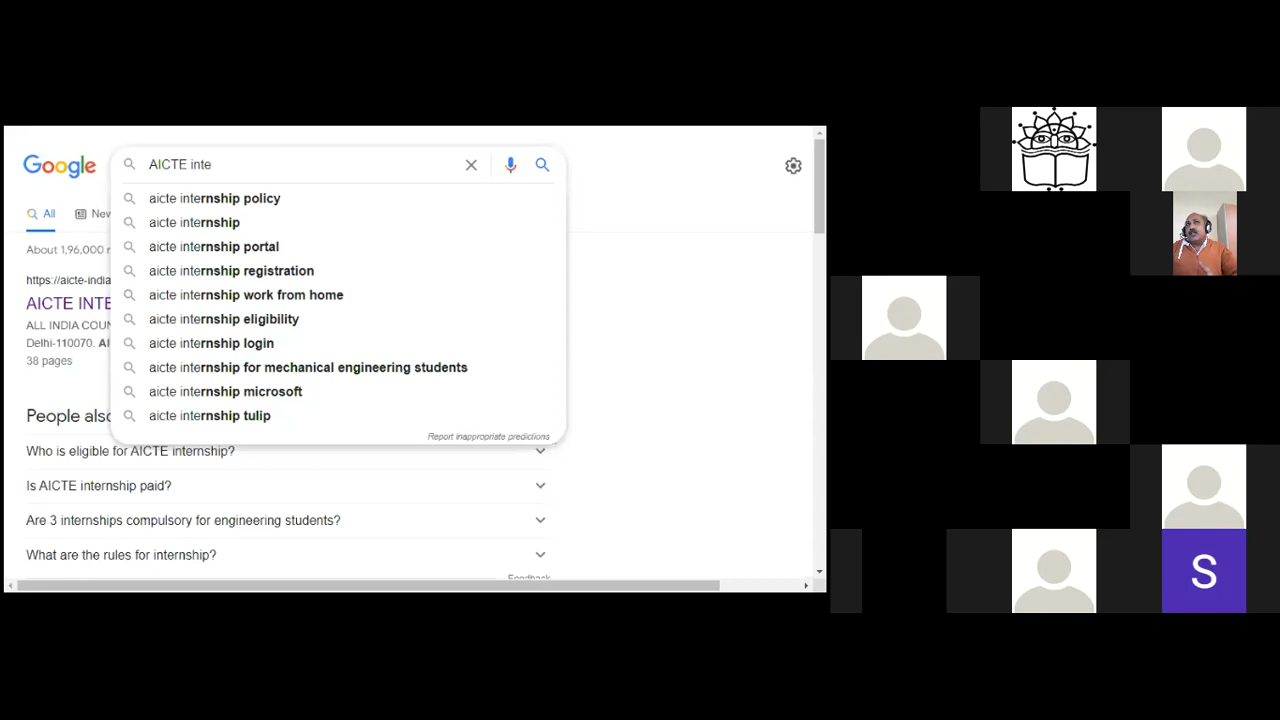 Google
AICTE inte
aicte internship policy
aicte internship
aicte internship portal
aicte internship registration
aicte internship work from home
aicte internship eligibility
aicte internship login
aicte internship for mechanical engineering students
aicte internship microsoft
aicte internship tulip
Report inappropriate predictions
All
New
About 1,96,000
https://aicte-india
AICTE INTE
ALL INDIA COUN
Delhi-110070. Al
38 pages
People also
Who is eligible for AICTE internship?
Is AICTE internship paid?
Are 3 internships compulsory for engineering students?
What are the rules for internship?
Feedback
S